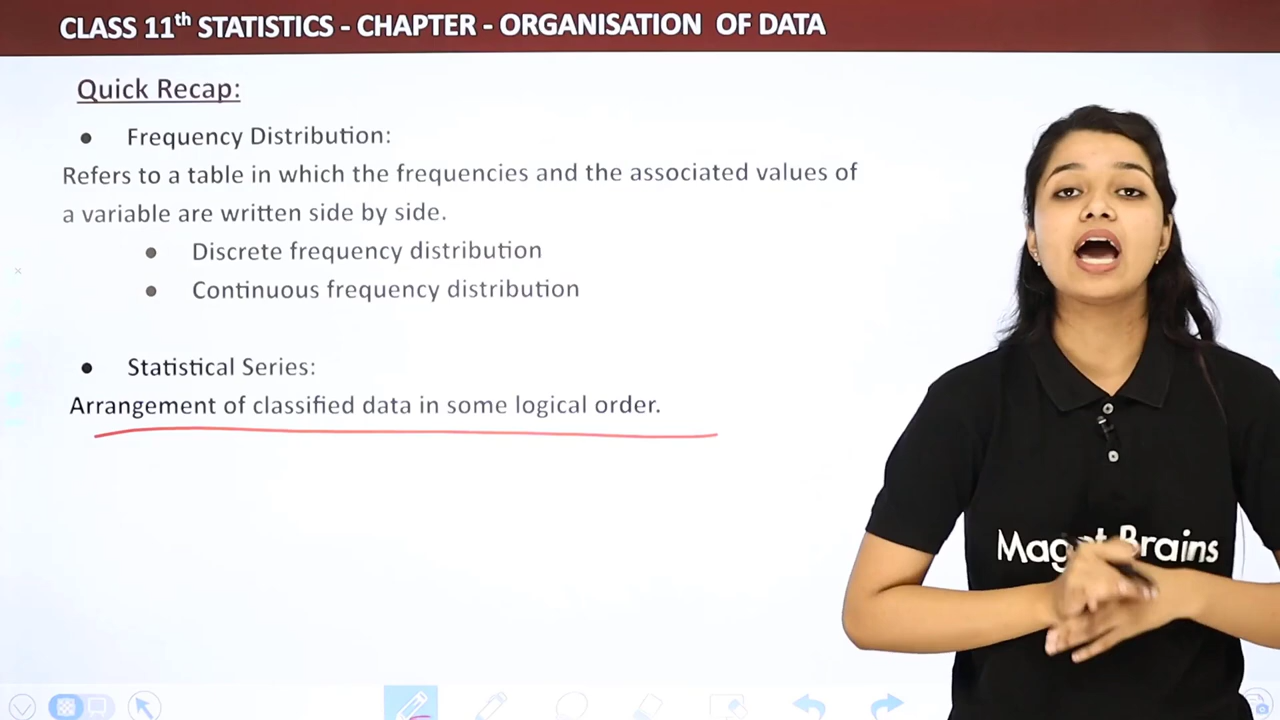 CLASS 11th STATISTICS - CHAPTER - ORGANISATION OF DATA
Quick Recap:
• Frequency Distribution:
Refers to a table in which the frequencies and the associated values of
a variable are written side by side.
• Discrete frequency distribution
• Continuous frequency distribution
• Statistical Series:
Arrangement of classified data in some logical order.
Brains